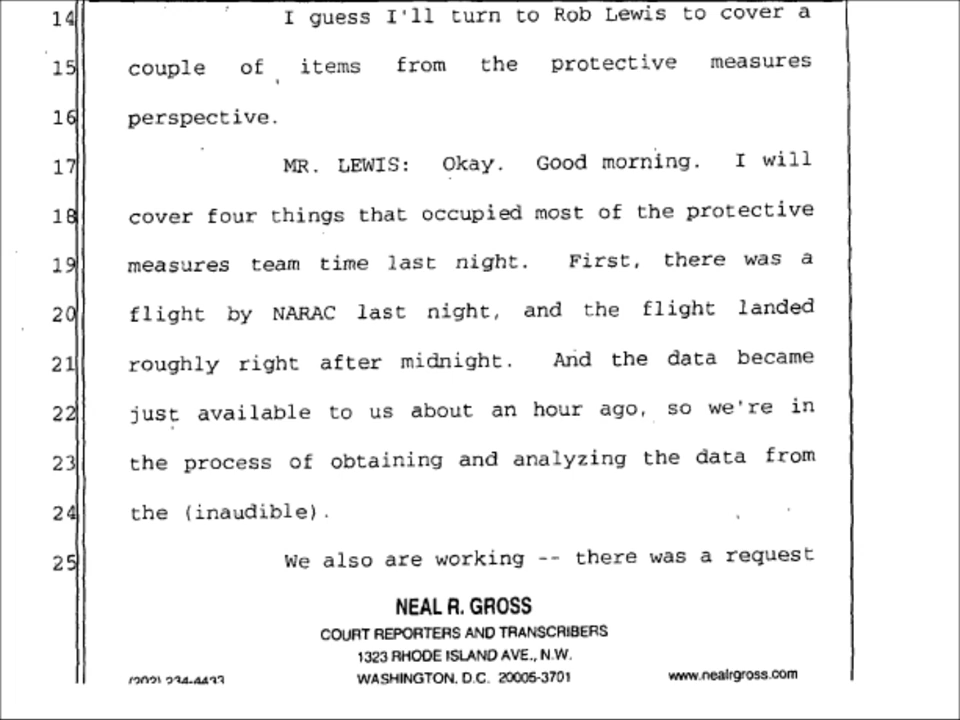 14 I guess I'll turn to Rob Lewis to cover a
15 couple of items from the protective measures
16 perspective.
17 MR. LEWIS: Okay. Good morning. I will
18 cover four things that occupied most of the protective
19 measures team time last night. First, there was a
20 flight by NARAC last night, and the flight landed
21 roughly right after midnight. And the data became
22 just available to us about an hour ago, so we're in
23 the process of obtaining and analyzing the data from
24 the (inaudible).
25 We also are working -- there was a request
NEAL R. GROSS
COURT REPORTERS AND TRANSCRIBERS
1323 RHODE ISLAND AVE., N.W.
(202) 234-4433 WASHINGTON, D.C. 20005-3701 www.nealrgross.com